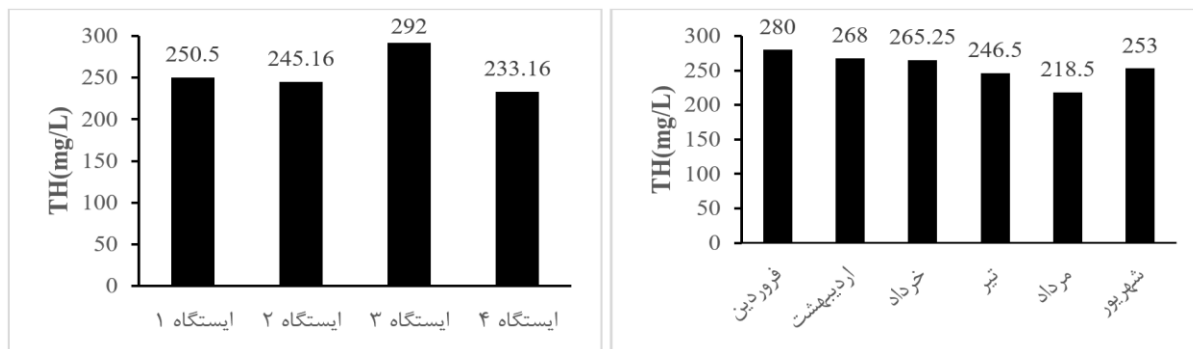 TH(mg/L)
300
250
200
150
100
50
0
250.5
245.16
292
233.16
ایستگاه ۱
ایستگاه ۲
ایستگاه ۳
ایستگاه ۴
TH(mg/L)
300
250
200
150
100
50
0
280
268
265.25
246.5
218.5
253
فروردین
اردیبهشت
خرداد
تیر
مرداد
شهریور